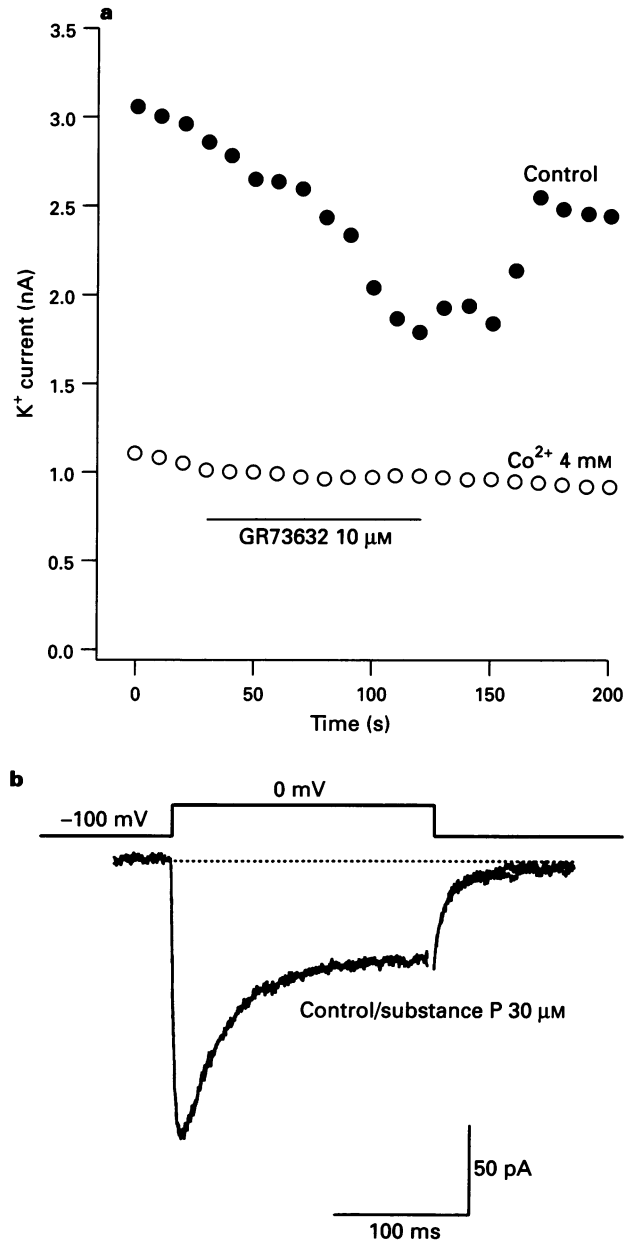 a
3.5
3.0
2.5
2.0
1.5
1.0
0.5
0.0
K⁺ current (nA)
Control
Co²⁺ 4 mM
GR73632 10 µM
0 50 100 150 200
Time (s)
b
0 mV
−100 mV
Control/substance P 30 µM
50 pA
100 ms